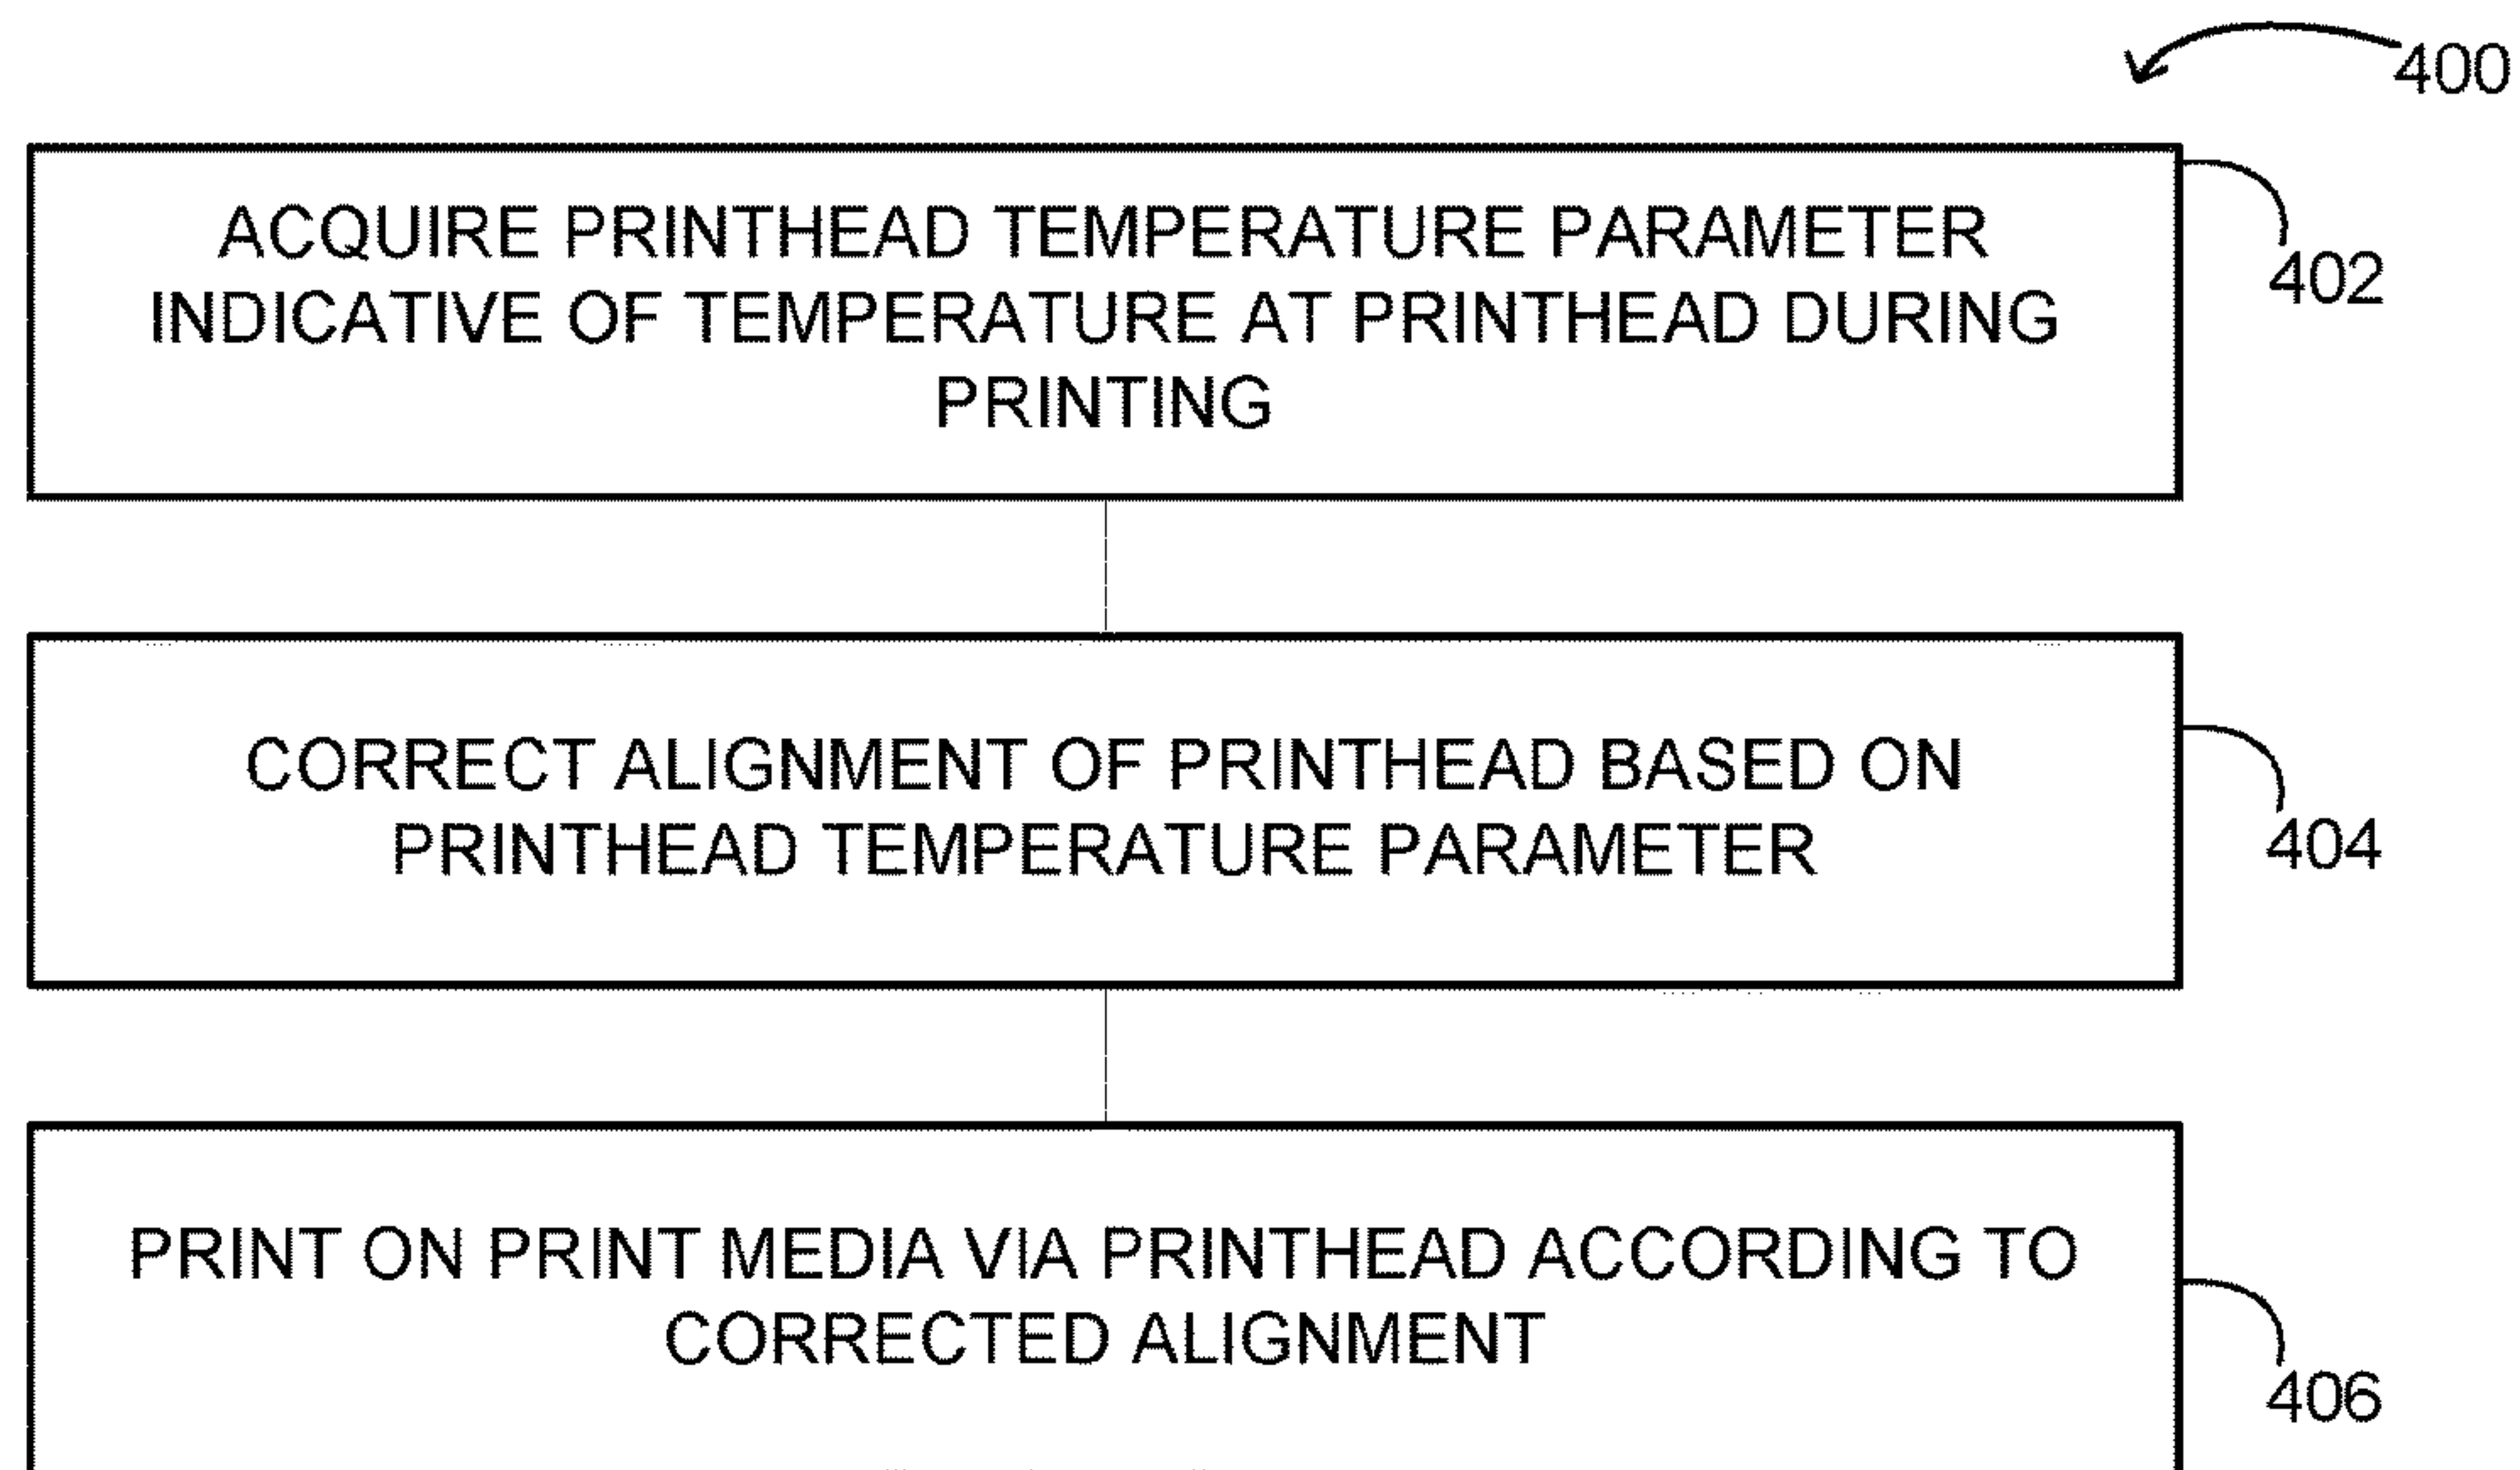 400
ACQUIRE PRINTHEAD TEMPERATURE PARAMETER
INDICATIVE OF TEMPERATURE AT PRINTHEAD DURING
PRINTING
402
CORRECT ALIGNMENT OF PRINTHEAD BASED ON
PRINTHEAD TEMPERATURE PARAMETER
404
PRINT ON PRINT MEDIA VIA PRINTHEAD ACCORDING TO
CORRECTED ALIGNMENT
406